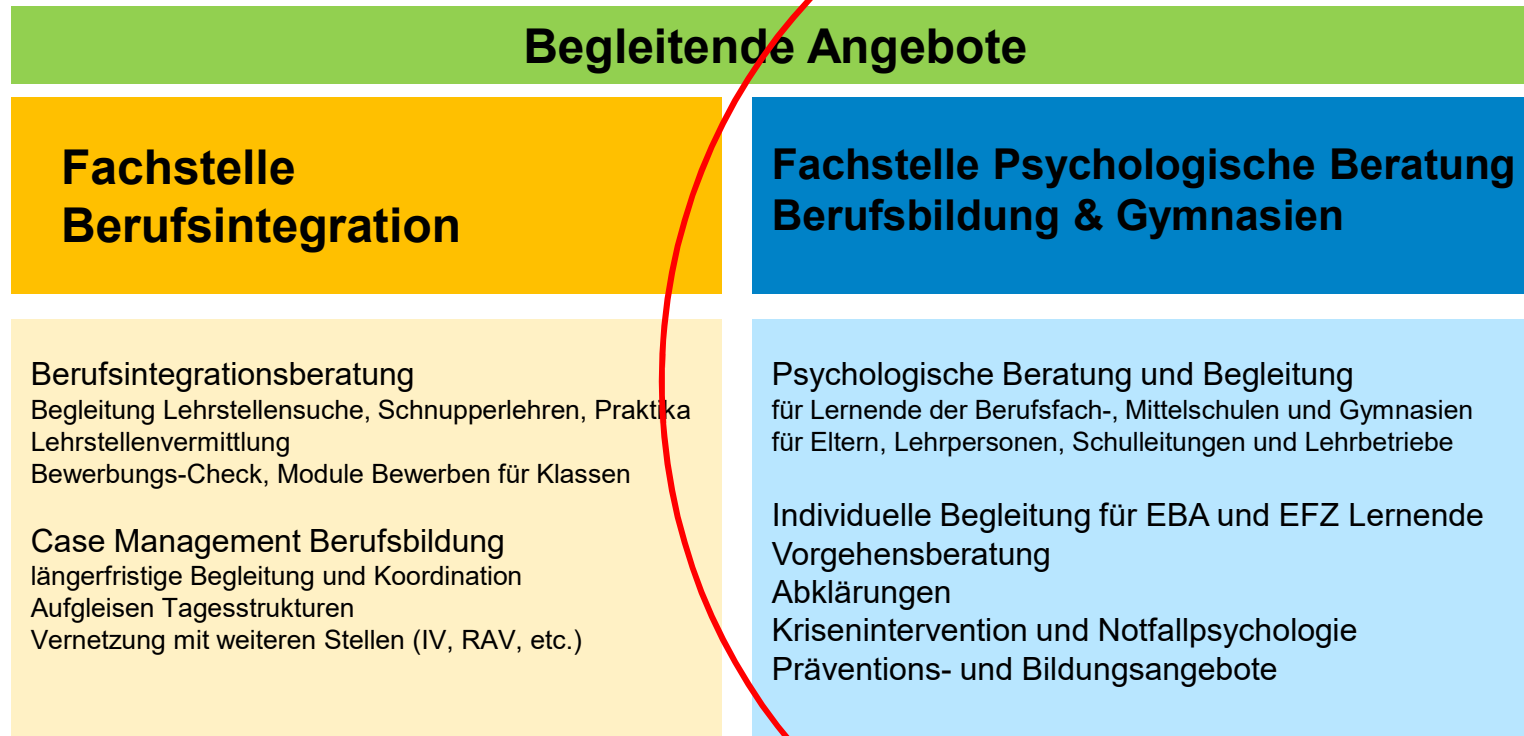 Begleitende Angebote
Fachstelle
Berufsintegration
Berufsintegrationsberatung
Begleitung Lehrstellensuche, Schnupperlehren, Praktika
Lehrstellenvermittlung
Bewerbungs-Check, Module Bewerben für Klassen
Case Management Berufsbildung
längerfristige Begleitung und Koordination
Aufgleisen Tagesstrukturen
Vernetzung mit weiteren Stellen (IV, RAV, etc.)
Fachstelle Psychologische Beratung
Berufsbildung & Gymnasien
Psychologische Beratung und Begleitung
für Lernende der Berufsfach-, Mittelschulen und Gymnasien
für Eltern, Lehrpersonen, Schulleitungen und Lehrbetriebe
Individuelle Begleitung für EBA und EFZ Lernende
Vorgehensberatung
Abklärungen
Krisenintervention und Notfallpsychologie
Präventions- und Bildungsangebote